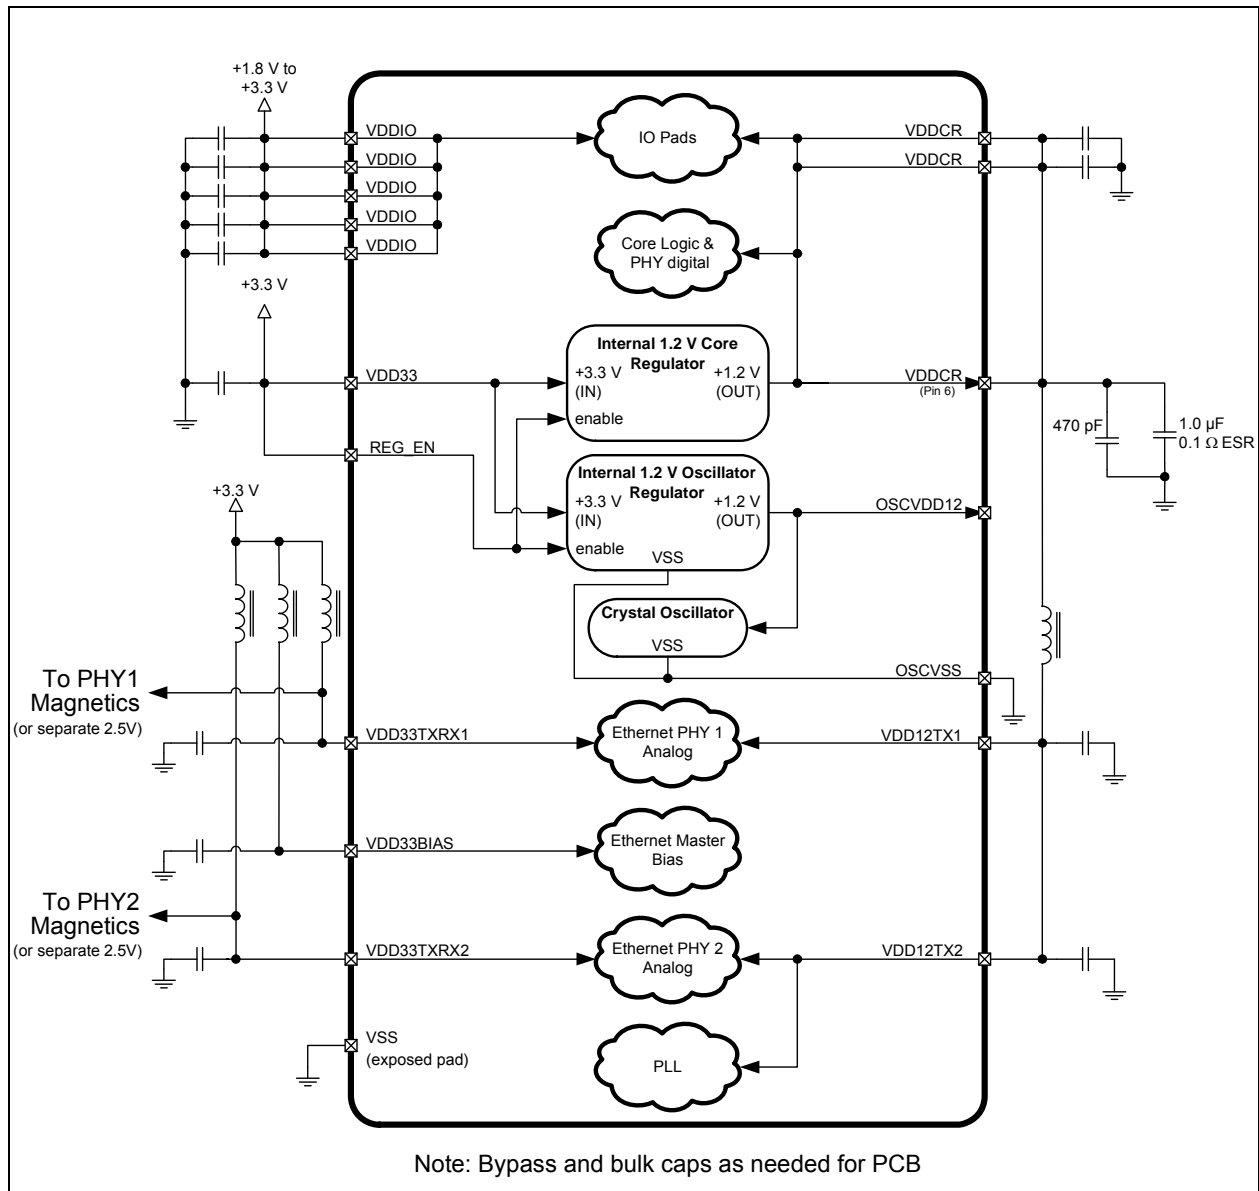 +1.8 V to
+3.3 V
VDDIO
VDDIO
VDDIO
VDDIO
VDDIO
IO Pads
VDDCR
VDDCR
Core Logic &
PHY digital
+3.3 V
VDD33
REG_EN
Internal 1.2 V Core
Regulator
+3.3 V
(IN)
+1.2 V
(OUT)
enable
VDDCR
(Pin 6)
470 pF
1.0 µF
0.1 Ω ESR
Internal 1.2 V Oscillator
Regulator
+3.3 V
(IN)
+1.2 V
(OUT)
enable
VSS
OSCVDD12
+3.3 V
Crystal Oscillator
VSS
OSCVSS
To PHY1
Magnetics
(or separate 2.5V)
VDD33TXRX1
Ethernet PHY 1
Analog
VDD12TX1
VDD33BIAS
Ethernet Master
Bias
To PHY2
Magnetics
(or separate 2.5V)
VDD33TXRX2
Ethernet PHY 2
Analog
VDD12TX2
VSS
(exposed pad)
PLL
Note: Bypass and bulk caps as needed for PCB